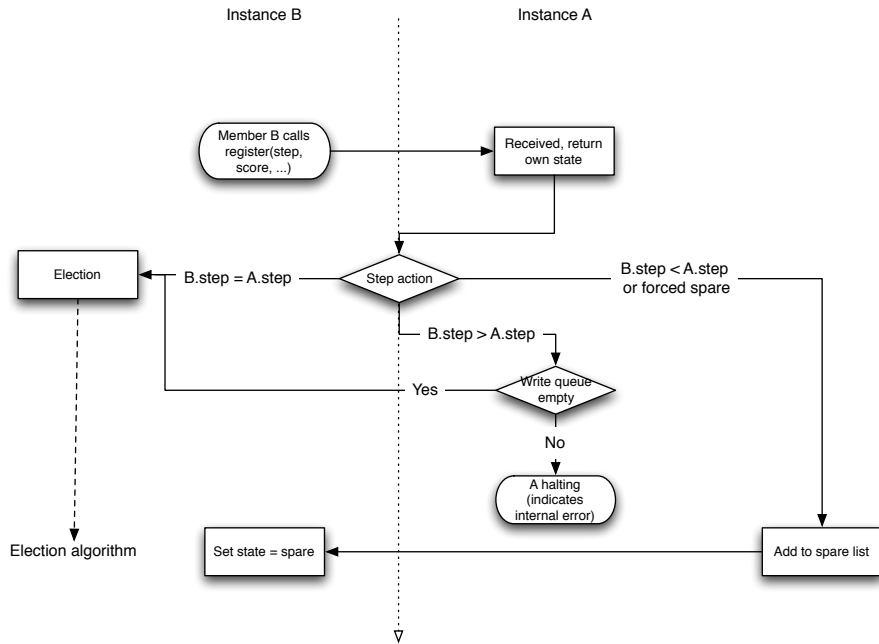 Instance B
Instance A
Member B calls
register(step,
score, ...)
Received, return
own state
Election
B.step = A.step
Step action
B.step < A.step
or forced spare
B.step > A.step
Yes
Write queue
empty
No
A halting
(indicates
internal error)
Election algorithm
Set state = spare
Add to spare list